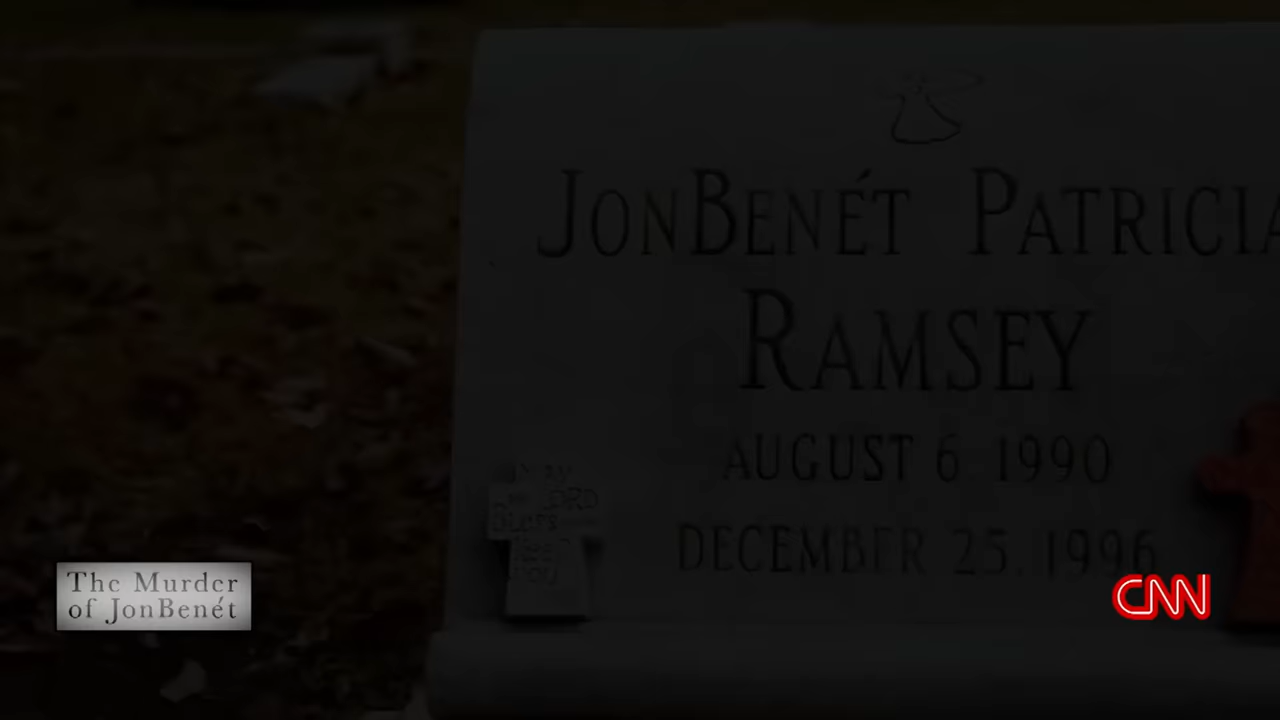 JonBenét Patricia
Ramsey
August 6 1990
December 25, 1996
The Murder
of JonBenét
CNN